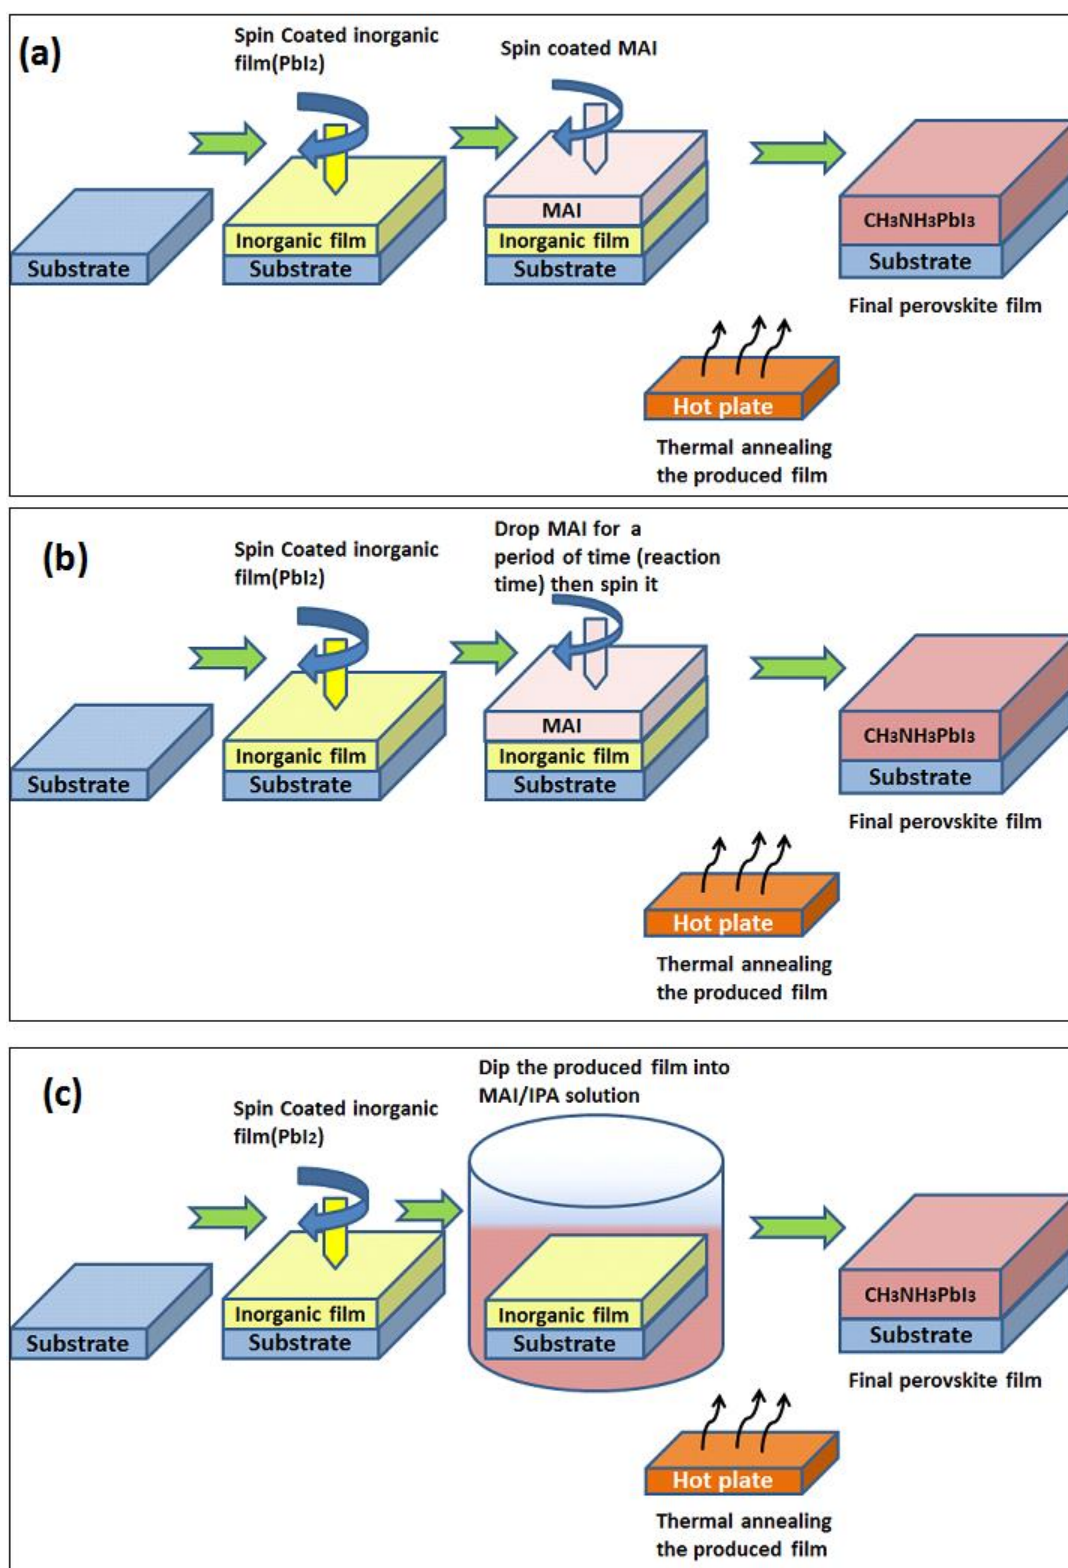 (a)
Spin Coated inorganic
film(PbI₂)
Spin coated MAI
Substrate
Inorganic film
Substrate
MAI
Inorganic film
Substrate
CH₃NH₃PbI₃
Substrate
Final perovskite film
Hot plate
Thermal annealing
the produced film
(b)
Spin Coated inorganic
film(PbI₂)
Drop MAI for a
period of time (reaction
time) then spin it
Substrate
Inorganic film
Substrate
MAI
Inorganic film
Substrate
CH₃NH₃PbI₃
Substrate
Final perovskite film
Hot plate
Thermal annealing
the produced film
(c)
Spin Coated inorganic
film(PbI₂)
Dip the produced film into
MAI/IPA solution
Substrate
Inorganic film
Substrate
Inorganic film
Substrate
CH₃NH₃PbI₃
Substrate
Final perovskite film
Hot plate
Thermal annealing
the produced film